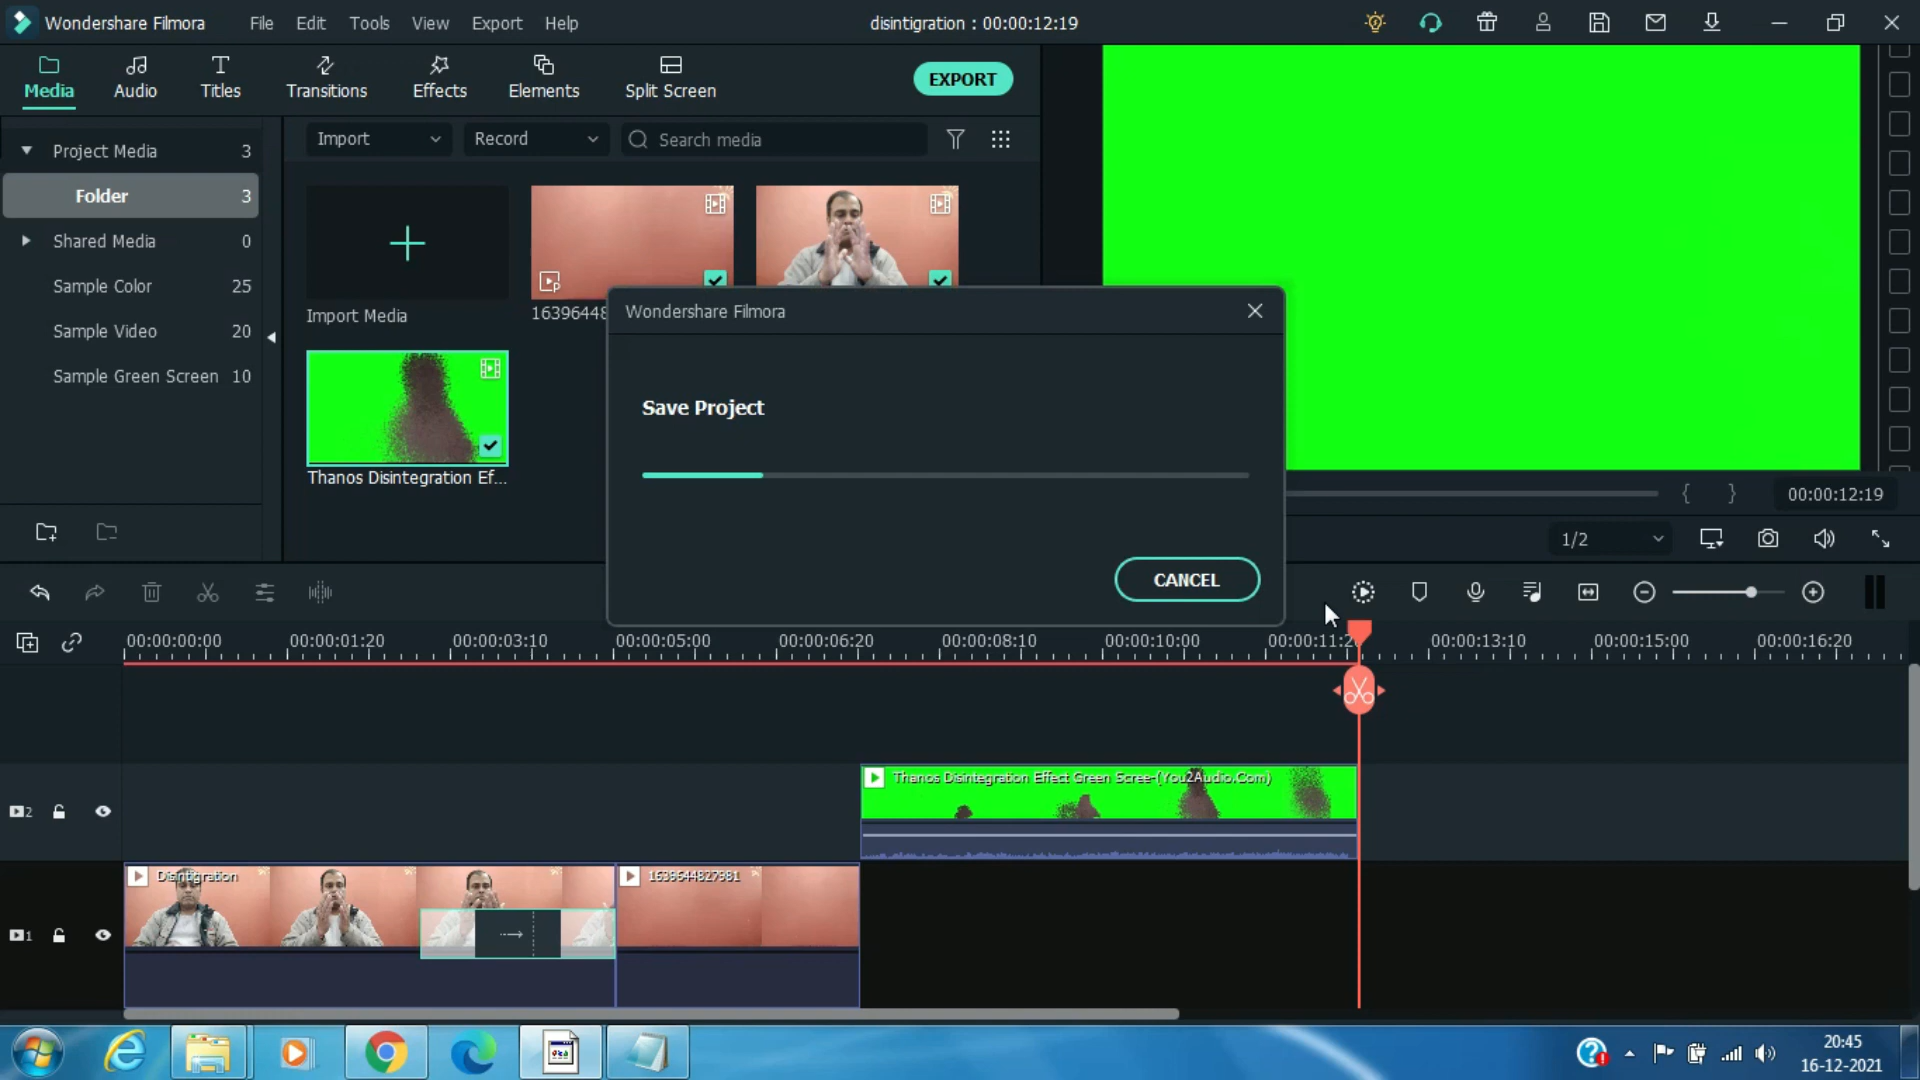 Wondershare Filmora
File
Edit
Tools
View
Export
Help
disintigration : 00:00:12:19
Media
Audio
Titles
Transitions
Effects
Elements
Split Screen
EXPORT
Project Media 3
Folder 3
Shared Media 0
Sample Color 25
Sample Video 20
Sample Green Screen 10
Import
Record
Search media
Import Media
16396448
Thanos Disintegration Ef...
Wondershare Filmora
Save Project
CANCEL
00:00:12:19
1/2
00:00:00:00
00:00:01:20
00:00:03:10
00:00:05:00
00:00:06:20
00:00:08:10
00:00:10:00
00:00:11:20
00:00:13:10
00:00:15:00
00:00:16:20
2
Thanos Disintegration Effect Green Scree-(You2Audio.Com)
1
Disintigration
1639644827981
20:45
16-12-2021